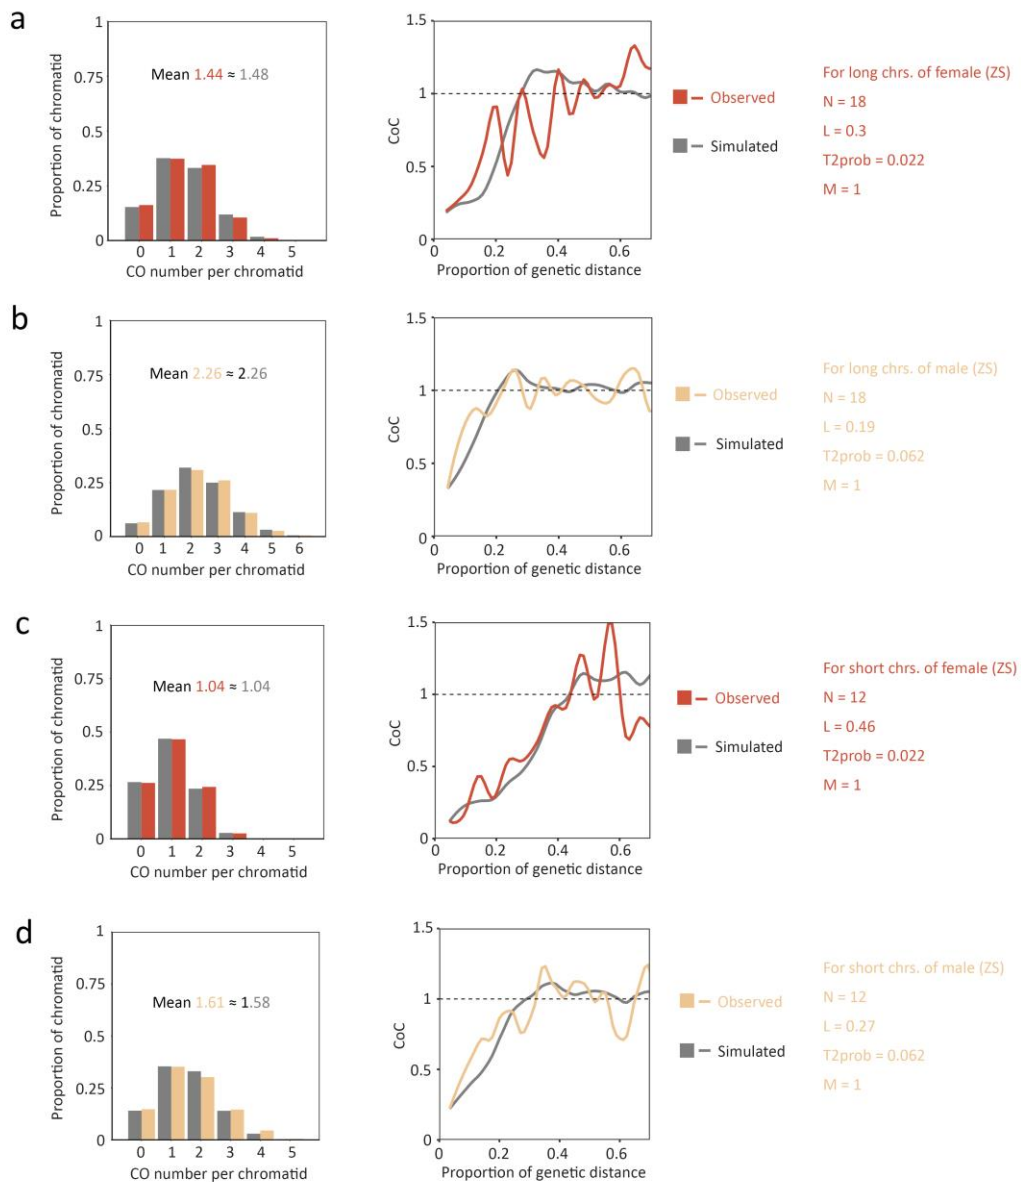 a
1
0.75
0.5
0.25
0
Proportion of chromatid
Mean 1.44 ≈ 1.48
0 1 2 3 4 5
CO number per chromatid
1.5
1
0.5
0
CoC
0 0.2 0.4 0.6
Proportion of genetic distance
Observed
Simulated
For long chrs. of female (ZS)
N = 18
L = 0.3
T2prob = 0.022
M = 1
b
1
0.75
0.5
0.25
0
Proportion of chromatid
Mean 2.26 ≈ 2.26
0 1 2 3 4 5 6
CO number per chromatid
1.5
1
0.5
0
CoC
0 0.2 0.4 0.6
Proportion of genetic distance
Observed
Simulated
For long chrs. of male (ZS)
N = 18
L = 0.19
T2prob = 0.062
M = 1
c
1
0.75
0.5
0.25
0
Proportion of chromatid
Mean 1.04 ≈ 1.04
0 1 2 3 4 5
CO number per chromatid
1.5
1
0.5
0
CoC
0 0.2 0.4 0.6
Proportion of genetic distance
Observed
Simulated
For short chrs. of female (ZS)
N = 12
L = 0.46
T2prob = 0.022
M = 1
d
1
0.75
0.5
0.25
0
Proportion of chromatid
Mean 1.61 ≈ 1.58
0 1 2 3 4 5
CO number per chromatid
1.5
1
0.5
0
CoC
0 0.2 0.4 0.6
Proportion of genetic distance
Observed
Simulated
For short chrs. of male (ZS)
N = 12
L = 0.27
T2prob = 0.062
M = 1